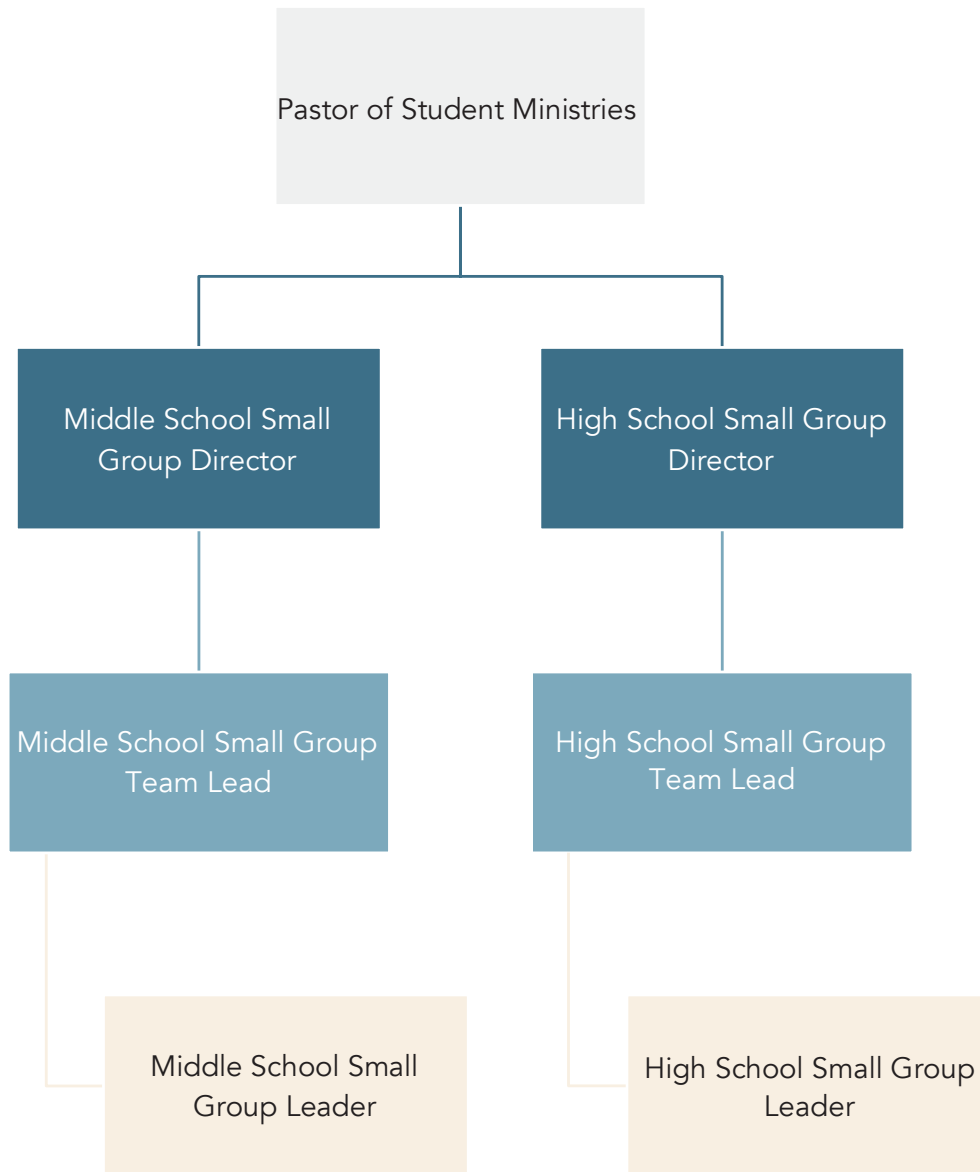 Pastor of Student Ministries
Middle School Small
Group Director
High School Small Group
Director
Middle School Small Group
Team Lead
High School Small Group
Team Lead
Middle School Small
Group Leader
High School Small Group
Leader